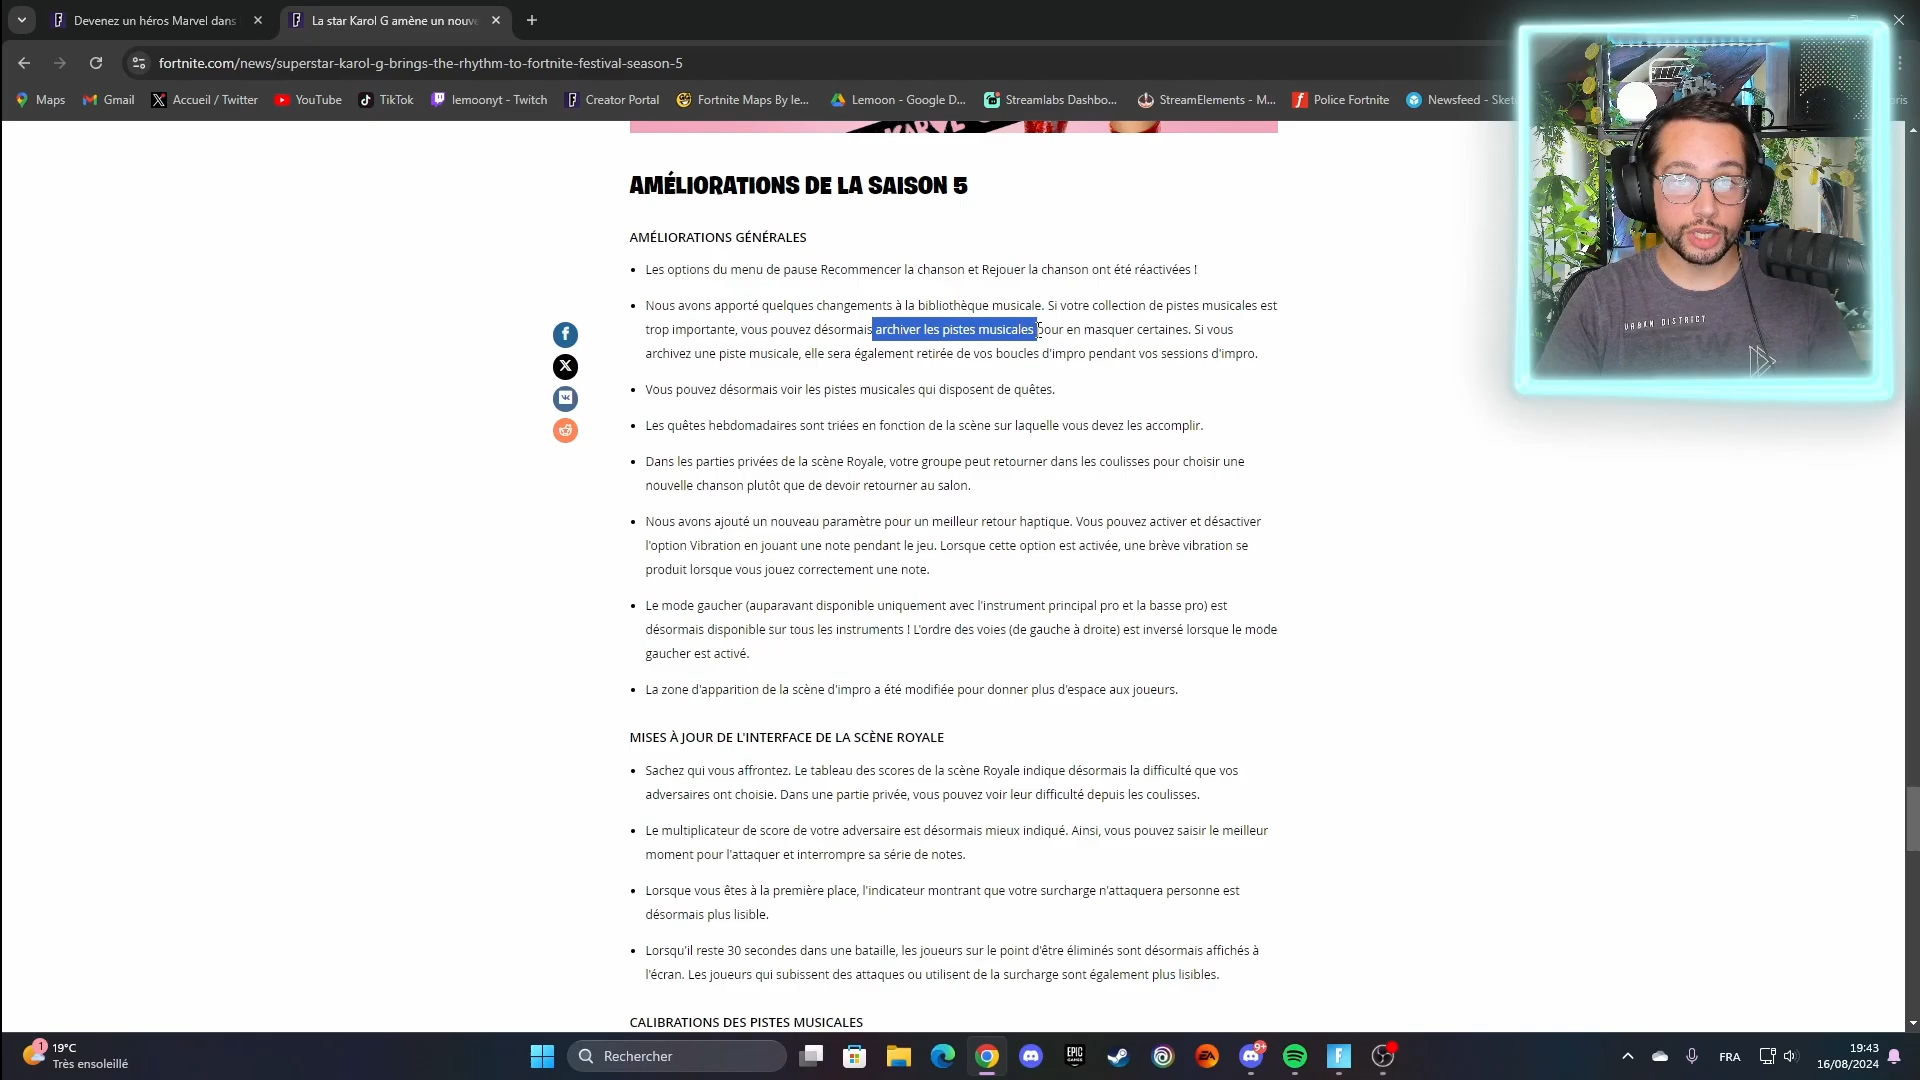 Devenez un héros Marvel dans
La star Karol G amène un nouv
fortnite.com/news/superstar-karol-g-brings-the-rhythm-to-fortnite-festival-season-5
Maps
Gmail
Accueil / Twitter
YouTube
TikTok
lemoonyt - Twitch
Creator Portal
Fortnite Maps By le...
Lemoon - Google D...
Streamlabs Dashbo...
StreamElements - M...
Police Fortnite
Newsfeed - Sket
AMÉLIORATIONS DE LA SAISON 5
AMÉLIORATIONS GÉNÉRALES
• Les options du menu de pause Recommencer la chanson et Rejouer la chanson ont été réactivées !
• Nous avons apporté quelques changements à la bibliothèque musicale. Si votre collection de pistes musicales est
trop importante, vous pouvez désormais archiver les pistes musicales pour en masquer certaines. Si vous
archivez une piste musicale, elle sera également retirée de vos boucles d'impro pendant vos sessions d'impro.
• Vous pouvez désormais voir les pistes musicales qui disposent de quêtes.
• Les quêtes hebdomadaires sont triées en fonction de la scène sur laquelle vous devez les accomplir.
• Dans les parties privées de la scène Royale, votre groupe peut retourner dans les coulisses pour choisir une
nouvelle chanson plutôt que de devoir retourner au salon.
• Nous avons ajouté un nouveau paramètre pour un meilleur retour haptique. Vous pouvez activer et désactiver
l'option Vibration en jouant une note pendant le jeu. Lorsque cette option est activée, une brève vibration se
produit lorsque vous jouez correctement une note.
• Le mode gaucher (auparavant disponible uniquement avec l'instrument principal pro et la basse pro) est
désormais disponible sur tous les instruments ! L'ordre des voies (de gauche à droite) est inversé lorsque le mode
gaucher est activé.
• La zone d'apparition de la scène d'impro a été modifiée pour donner plus d'espace aux joueurs.
MISES À JOUR DE L'INTERFACE DE LA SCÈNE ROYALE
• Sachez qui vous affrontez. Le tableau des scores de la scène Royale indique désormais la difficulté que vos
adversaires ont choisie. Dans une partie privée, vous pouvez voir leur difficulté depuis les coulisses.
• Le multiplicateur de score de votre adversaire est désormais mieux indiqué. Ainsi, vous pouvez saisir le meilleur
moment pour l'attaquer et interrompre sa série de notes.
• Lorsque vous êtes à la première place, l'indicateur montrant que votre surcharge n'attaquera personne est
désormais plus lisible.
• Lorsqu'il reste 30 secondes dans une bataille, les joueurs sur le point d'être éliminés sont désormais affichés à
l'écran. Les joueurs qui subissent des attaques ou utilisent de la surcharge sont également plus lisibles.
CALIBRATIONS DES PISTES MUSICALES
URBAN DISTRICT
1
19°C
Très ensoleillé
Rechercher
EPIC
GAMES
EA
9+
FRA
19:43
16/08/2024